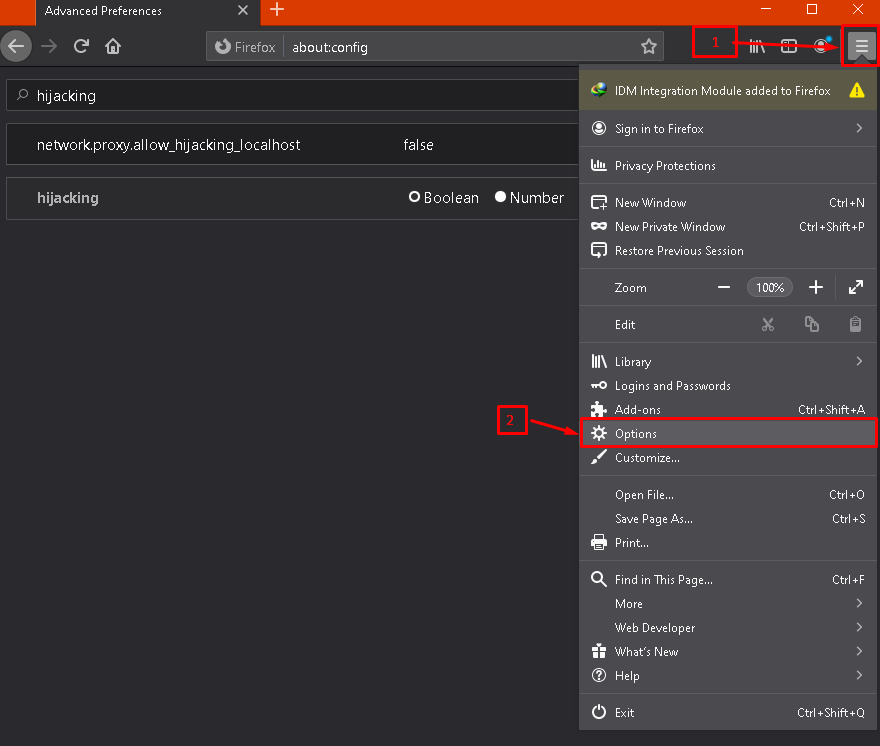 Advanced Preferences
Firefox about:config
1
hijacking
network.proxy.allow_hijacking_localhost false
hijacking Boolean Number
IDM Integration Module added to Firefox
Sign in to Firefox
Privacy Protections
New Window Ctrl+N
New Private Window Ctrl+Shift+P
Restore Previous Session
Zoom 100%
Edit
Library
Logins and Passwords
Add-ons Ctrl+Shift+A
2
Options
Customize...
Open File... Ctrl+O
Save Page As... Ctrl+S
Print...
Find in This Page... Ctrl+F
More
Web Developer
What's New
Help
Exit Ctrl+Shift+Q